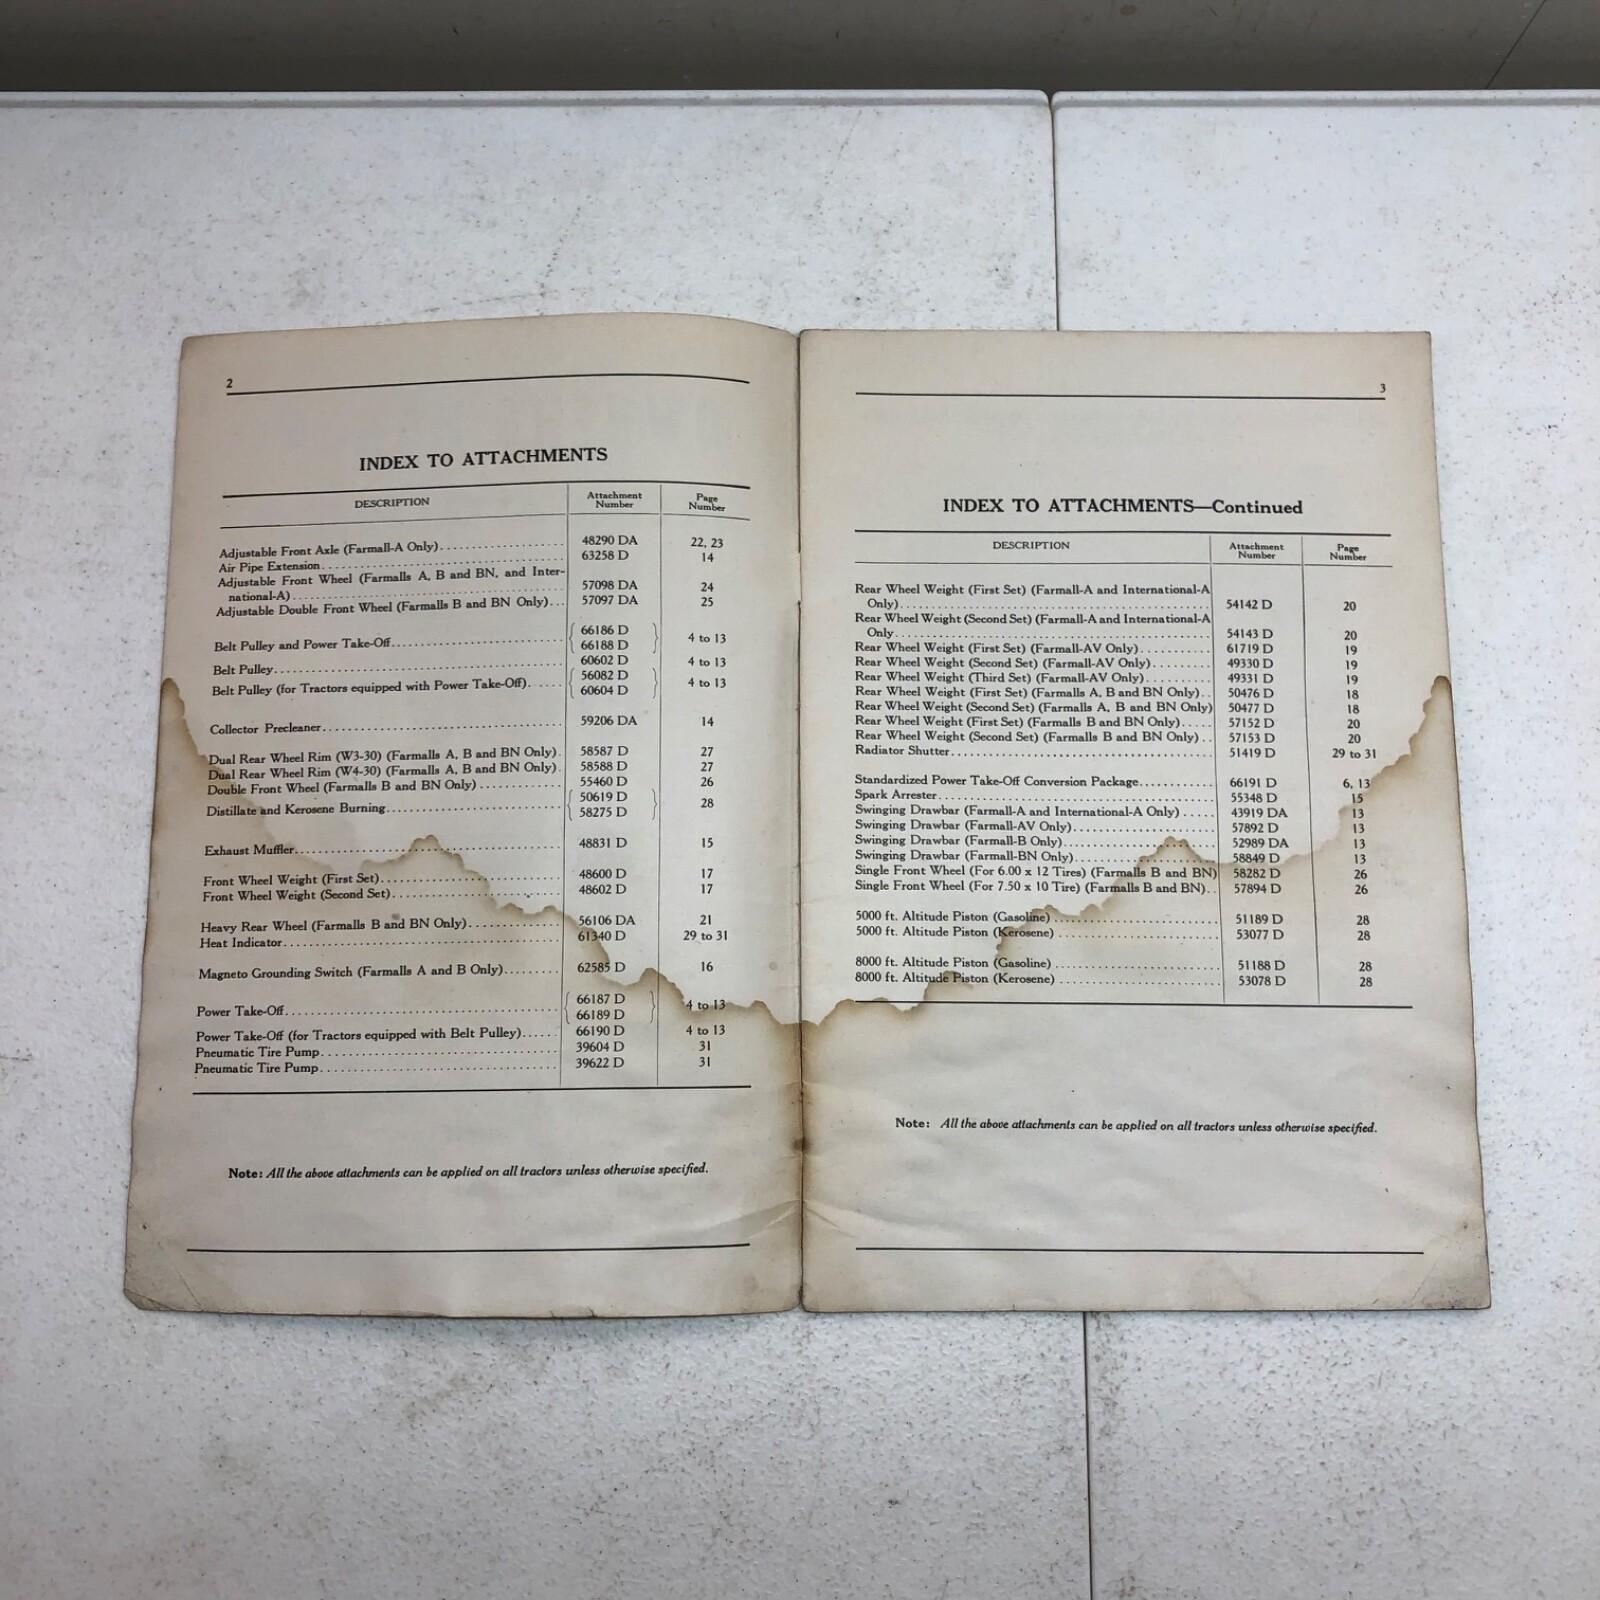 2
INDEX TO ATTACHMENTS
DESCRIPTION Attachment Number Page Number
Adjustable Front Axle (Farmall-A Only) 48290 DA 22, 23
Air Pipe Extension 63258 D 14
Adjustable Front Wheel (Farmalls A, B and BN, and Inter-
national-A) 57098 DA 24
Adjustable Double Front Wheel (Farmalls B and BN Only) 57097 DA 25
Belt Pulley and Power Take-Off { 66186 D 66188 D } 4 to 13
Belt Pulley 60602 D 4 to 13
Belt Pulley (for Tractors equipped with Power Take-Off) { 56082 D 60604 D } 4 to 13
Collector Precleaner 59206 DA 14
Dual Rear Wheel Rim (W3-30) (Farmalls A, B and BN Only) 58587 D 27
Dual Rear Wheel Rim (W4-30) (Farmalls A, B and BN Only) 58588 D 27
Double Front Wheel (Farmalls B and BN Only) 55460 D 26
Distillate and Kerosene Burning { 50619 D 58275 D } 28
Exhaust Muffler 48831 D 15
Front Wheel Weight (First Set) 48600 D 17
Front Wheel Weight (Second Set) 48602 D 17
Heavy Rear Wheel (Farmalls B and BN Only) 56106 DA 21
Heat Indicator 61340 D 29 to 31
Magneto Grounding Switch (Farmalls A and B Only) 62585 D 16
Power Take-Off { 66187 D 66189 D } 4 to 13
Power Take-Off (for Tractors equipped with Belt Pulley) 66190 D 4 to 13
Pneumatic Tire Pump 39604 D 31
Pneumatic Tire Pump 39622 D 31
Note: All the above attachments can be applied on all tractors unless otherwise specified.
3
INDEX TO ATTACHMENTS—Continued
DESCRIPTION Attachment Number Page Number
Rear Wheel Weight (First Set) (Farmall-A and International-A
Only) 54142 D 20
Rear Wheel Weight (Second Set) (Farmall-A and International-A
Only 54143 D 20
Rear Wheel Weight (First Set) (Farmall-AV Only) 61719 D 19
Rear Wheel Weight (Second Set) (Farmall-AV Only) 49330 D 19
Rear Wheel Weight (Third Set) (Farmall-AV Only) 49331 D 19
Rear Wheel Weight (First Set) (Farmalls A, B and BN Only) 50476 D 18
Rear Wheel Weight (Second Set) (Farmalls A, B and BN Only) 50477 D 18
Rear Wheel Weight (First Set) (Farmalls B and BN Only) 57152 D 20
Rear Wheel Weight (Second Set) (Farmalls B and BN Only) 57153 D 20
Radiator Shutter 51419 D 29 to 31
Standardized Power Take-Off Conversion Package 66191 D 6, 13
Spark Arrester 55348 D 15
Swinging Drawbar (Farmall-A and International-A Only) 43919 DA 13
Swinging Drawbar (Farmall-AV Only) 57892 D 13
Swinging Drawbar (Farmall-B Only) 52989 DA 13
Swinging Drawbar (Farmall-BN Only) 58849 D 13
Single Front Wheel (For 6.00 x 12 Tires) (Farmalls B and BN) 58282 D 26
Single Front Wheel (For 7.50 x 10 Tire) (Farmalls B and BN) 57894 D 26
5000 ft. Altitude Piston (Gasoline) 51189 D 28
5000 ft. Altitude Piston (Kerosene) 53077 D 28
8000 ft. Altitude Piston (Gasoline) 51188 D 28
8000 ft. Altitude Piston (Kerosene) 53078 D 28
Note: All the above attachments can be applied on all tractors unless otherwise specified.